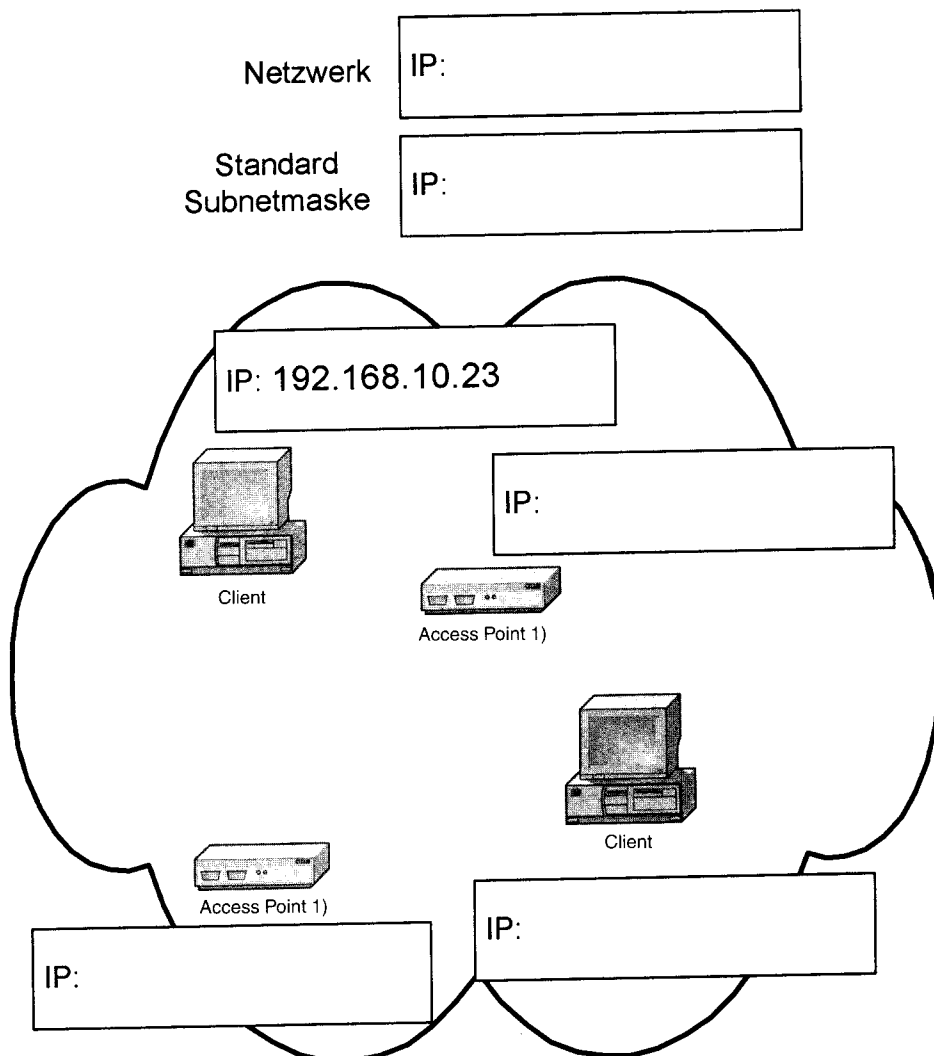 Netzwerk
IP:
Standard
Subnetmaske
IP:
IP: 192.168.10.23
IP:
Client
Access Point 1)
Client
Access Point 1)
IP:
IP: